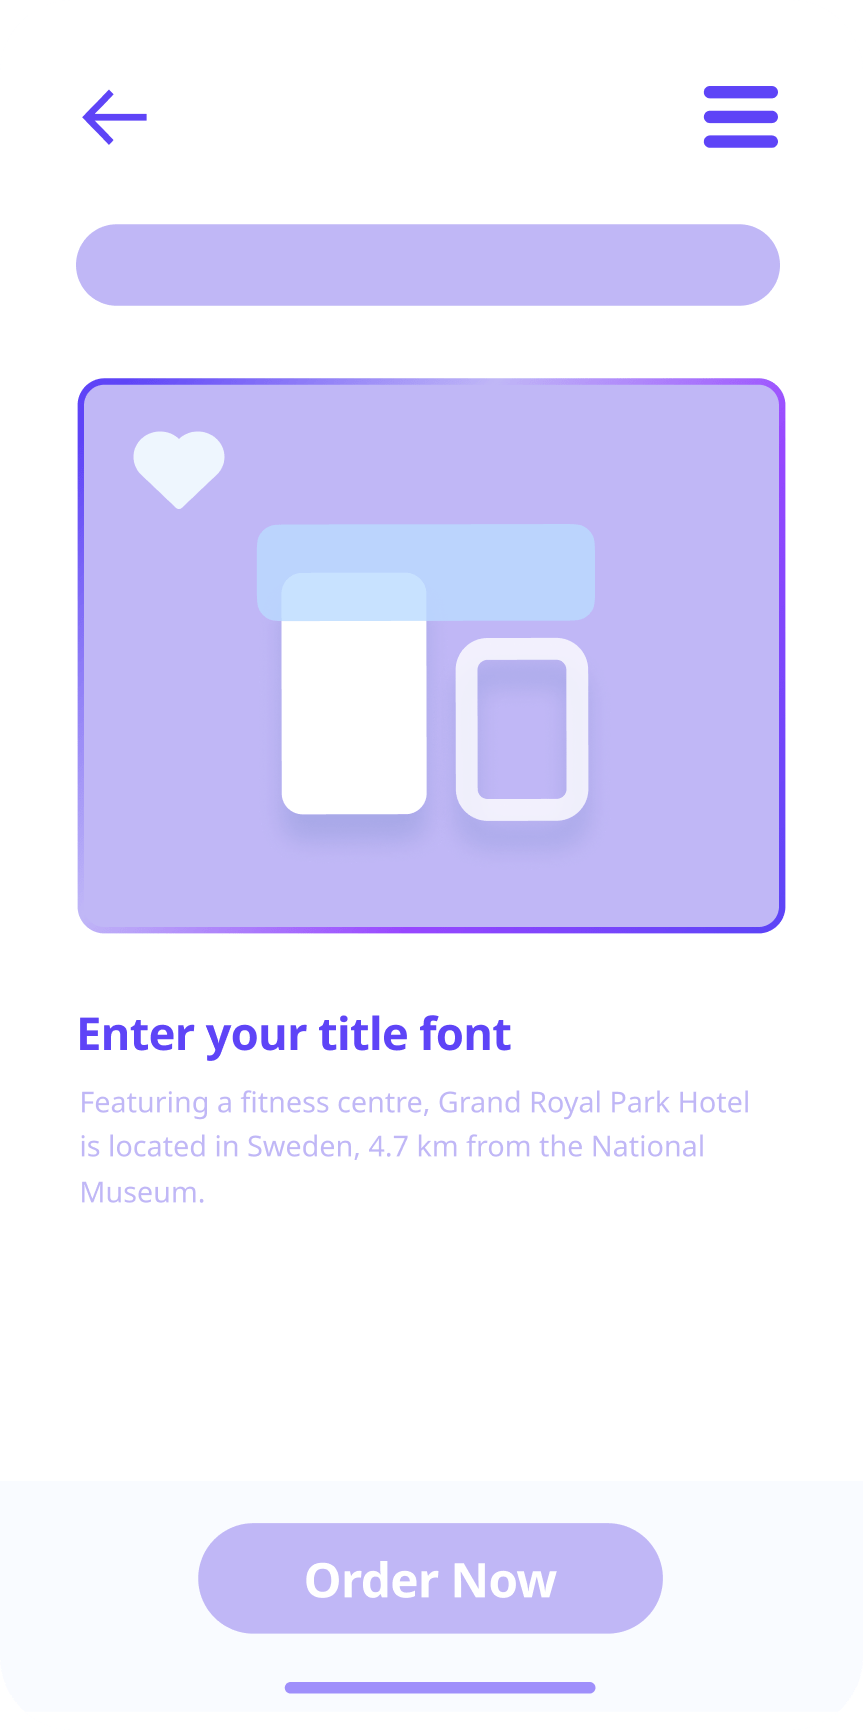 Enter your title font
Featuring a fitness centre, Grand Royal Park Hotel
is located in Sweden, 4.7 km from the National
Museum.
Order Now